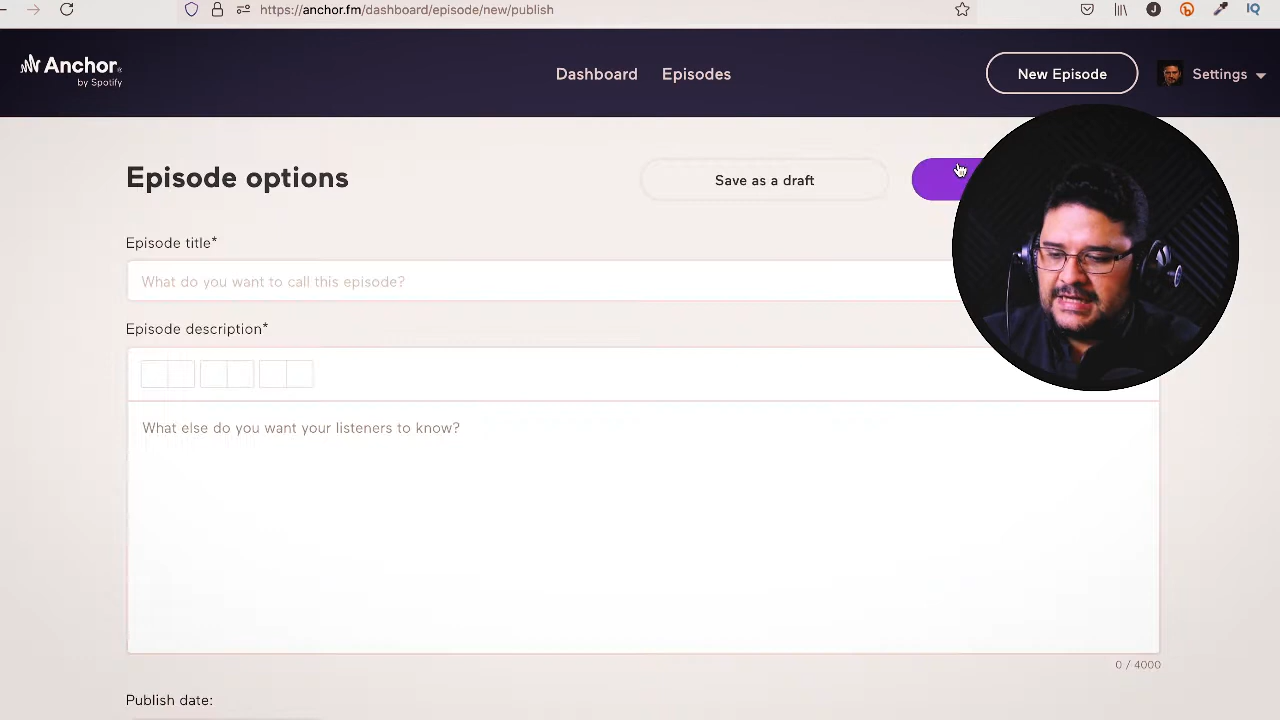 https://anchor.fm/dashboard/episode/new/publish
Anchor
by Spotify
Dashboard
Episodes
New Episode
Settings
Episode options
Save as a draft
Episode title*
What do you want to call this episode?
Episode description*
What else do you want your listeners to know?
0 / 4000
Publish date: